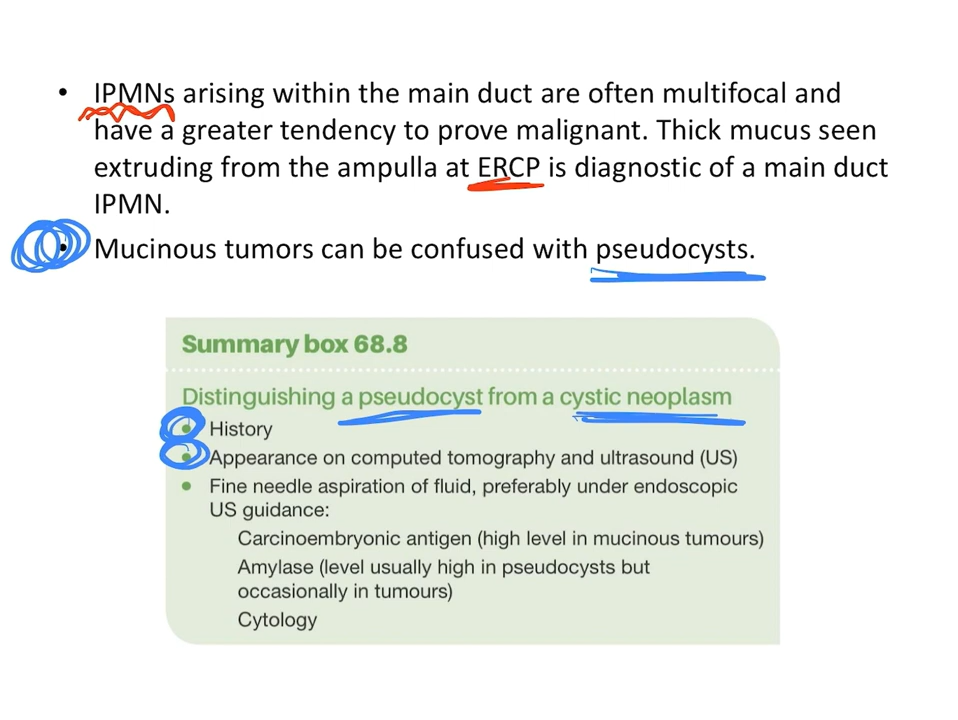 • IPMNs arising within the main duct are often multifocal and
have a greater tendency to prove malignant. Thick mucus seen
extruding from the ampulla at ERCP is diagnostic of a main duct
IPMN.
• Mucinous tumors can be confused with pseudocysts.
Summary box 68.8
Distinguishing a pseudocyst from a cystic neoplasm
• History
• Appearance on computed tomography and ultrasound (US)
• Fine needle aspiration of fluid, preferably under endoscopic
US guidance:
Carcinoembryonic antigen (high level in mucinous tumours)
Amylase (level usually high in pseudocysts but
occasionally in tumours)
Cytology